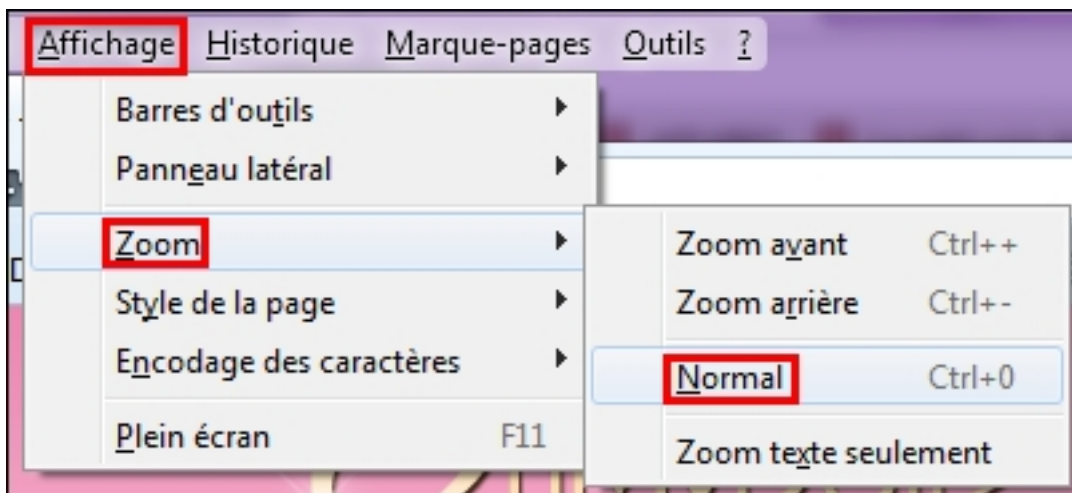 Affichage Historique Marque-pages Outils ?
Barres d'outils
Panneau latéral
Zoom
Style de la page
Encodage des caractères
Plein écran F11
Zoom avant Ctrl++
Zoom arrière Ctrl+-
Normal Ctrl+0
Zoom texte seulement